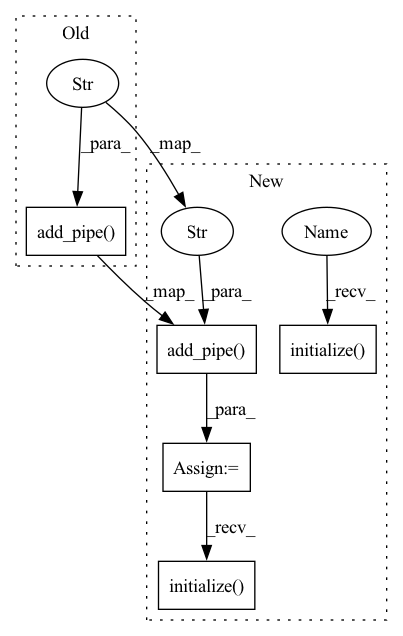 Old
Str
_para_
_map_
New
add_pipe()
Str
Name
_map_
_para_
_recv_
add_pipe()
initialize()
_para_
Assign:=
_recv_
initialize()